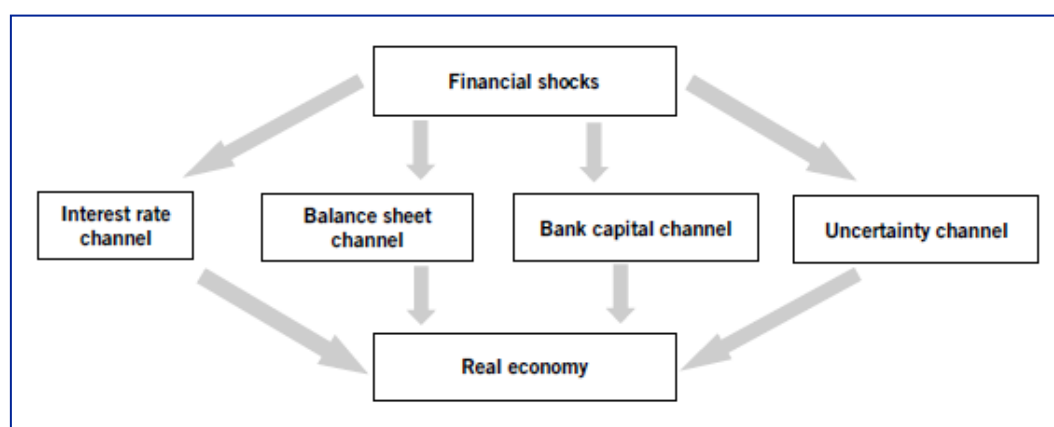 Financial shocks
Interest rate
channel
Balance sheet
channel
Bank capital channel
Uncertainty channel
Real economy